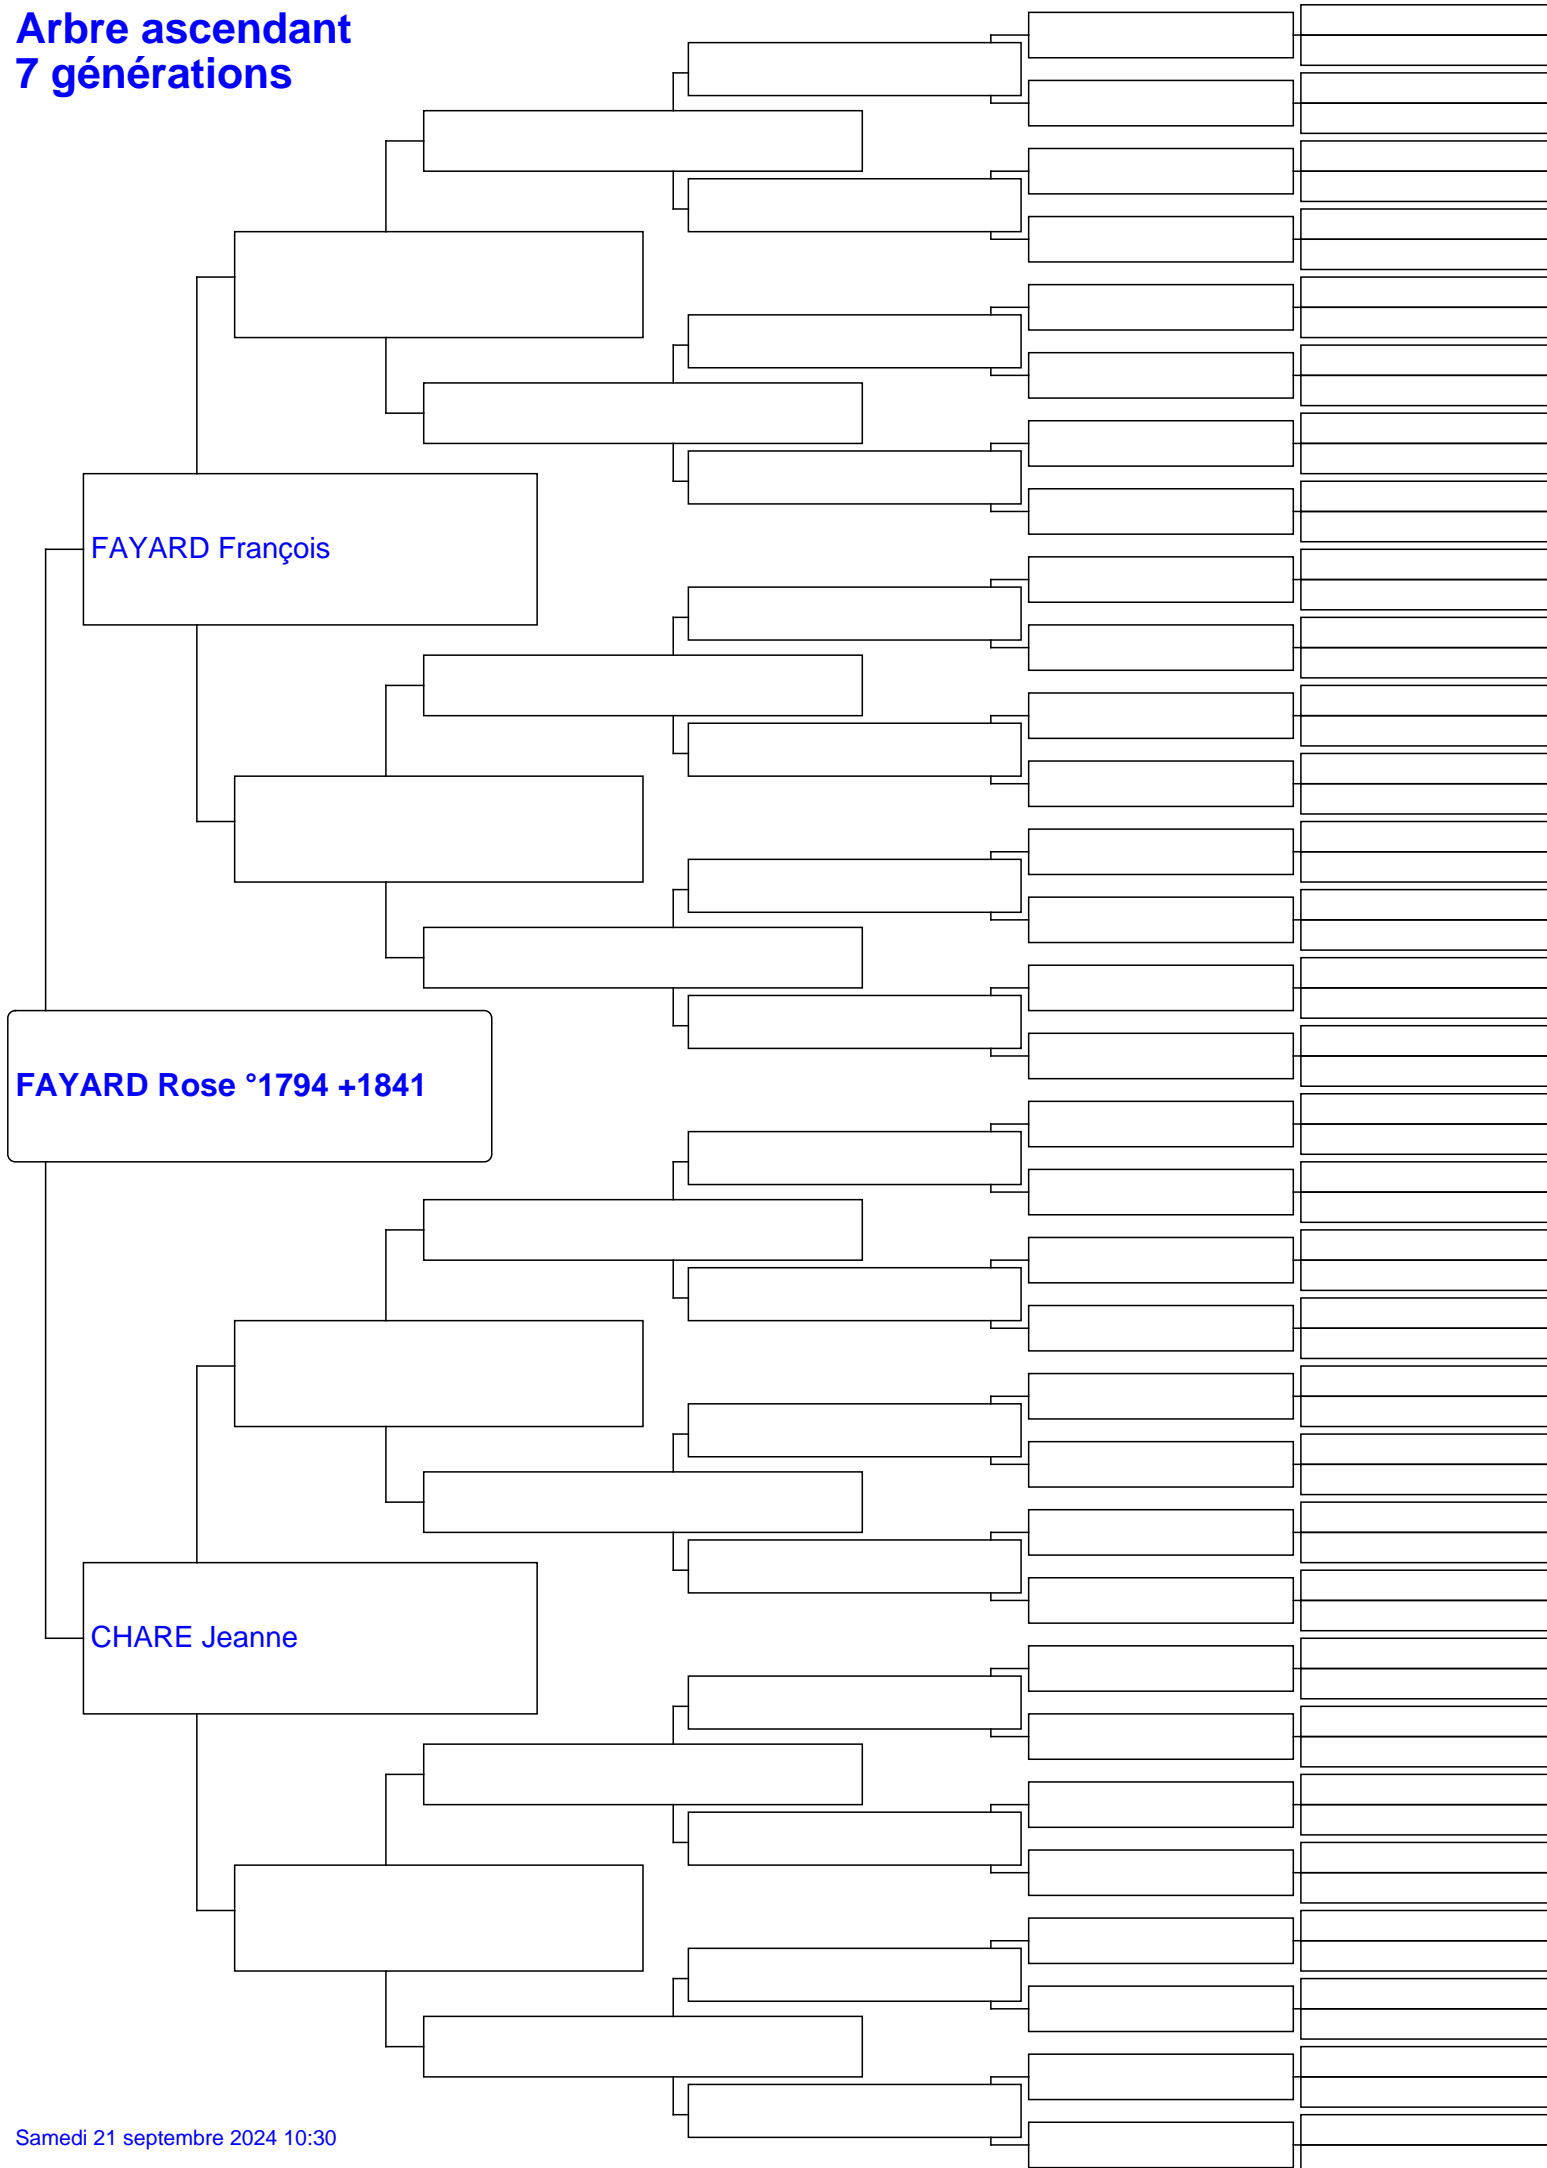 Arbre ascendant
7 générations
FAYARD François
FAYARD Rose °1794 +1841
CHARE Jeanne
Samedi 21 septembre 2024 10:30